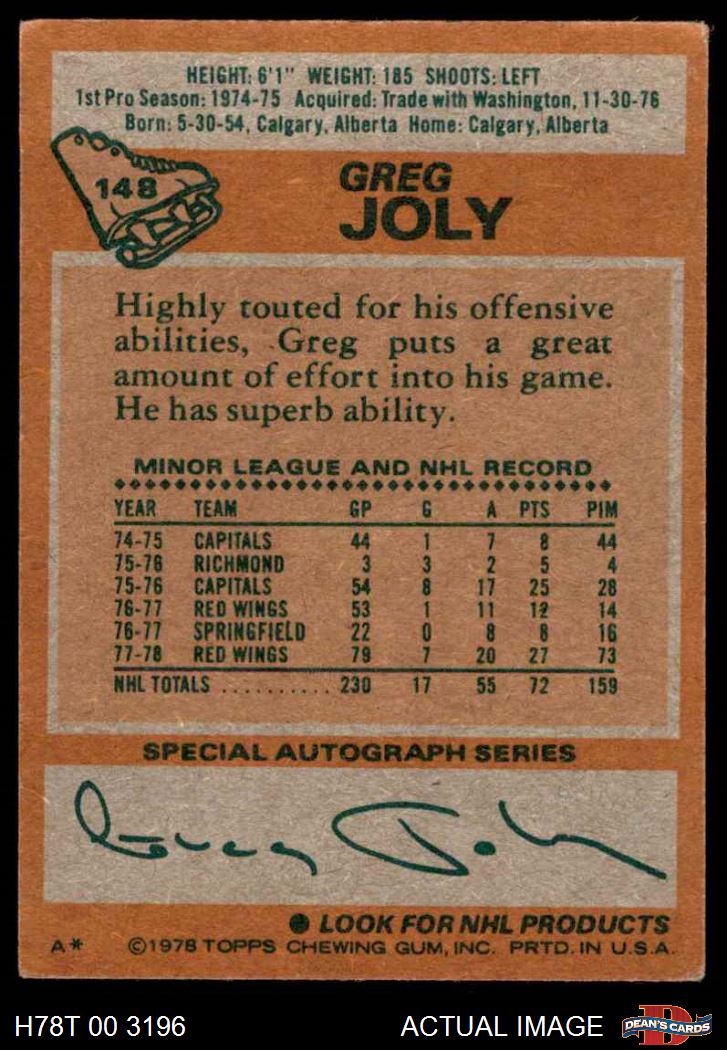 HEIGHT: 6'1" WEIGHT: 185 SHOOTS: LEFT
1st Pro Season: 1974-75 Acquired: Trade with Washington, 11-30-76
Born: 5-30-54, Calgary, Alberta Home: Calgary, Alberta
148
GREG
JOLY
Highly touted for his offensive
abilities, Greg puts a great
amount of effort into his game.
He has superb ability.
MINOR LEAGUE AND NHL RECORD
YEAR TEAM GP G A PTS PIM
74-75 CAPITALS 44 1 7 8 44
75-76 RICHMOND 3 3 2 5 4
75-76 CAPITALS 54 8 17 25 28
76-77 RED WINGS 53 1 11 12 14
76-77 SPRINGFIELD 22 0 8 8 16
77-78 RED WINGS 79 7 20 27 73
NHL TOTALS .......... 230 17 55 72 159
SPECIAL AUTOGRAPH SERIES
Greg Joly
● LOOK FOR NHL PRODUCTS
A* ©1978 TOPPS CHEWING GUM, INC. PRTD. IN U.S.A.
H78T 00 3196 ACTUAL IMAGE D DEAN'S CARDS